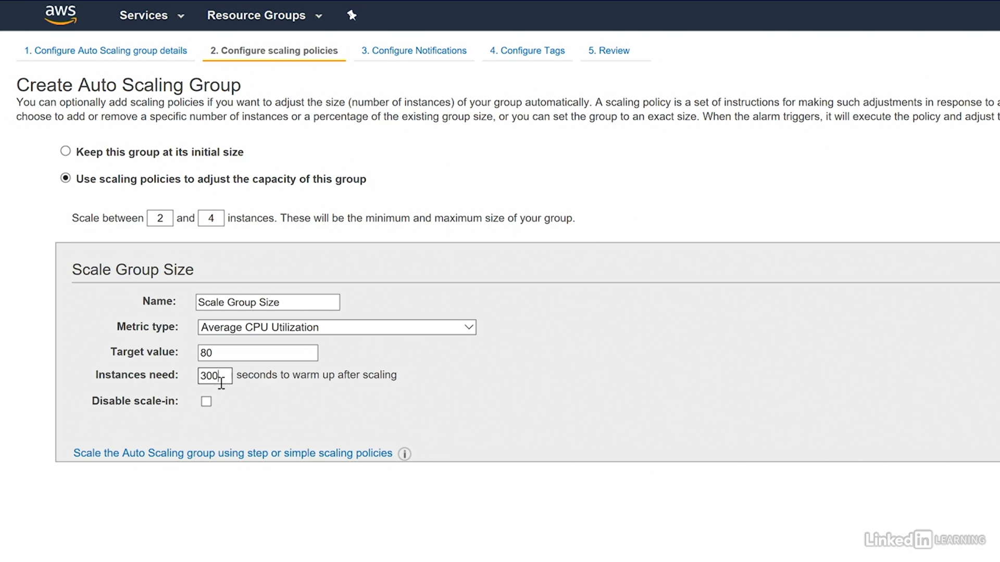 aws Services Resource Groups
1. Configure Auto Scaling group details 2. Configure scaling policies 3. Configure Notifications 4. Configure Tags 5. Review
Create Auto Scaling Group
You can optionally add scaling policies if you want to adjust the size (number of instances) of your group automatically. A scaling policy is a set of instructions for making such adjustments in response to a
choose to add or remove a specific number of instances or a percentage of the existing group size, or you can set the group to an exact size. When the alarm triggers, it will execute the policy and adjust t
Keep this group at its initial size
Use scaling policies to adjust the capacity of this group
Scale between 2 and 4 instances. These will be the minimum and maximum size of your group.
Scale Group Size
Name: Scale Group Size
Metric type: Average CPU Utilization
Target value: 80
Instances need: 300 seconds to warm up after scaling
Disable scale-in:
Scale the Auto Scaling group using step or simple scaling policies i
LinkedIn LEARNING